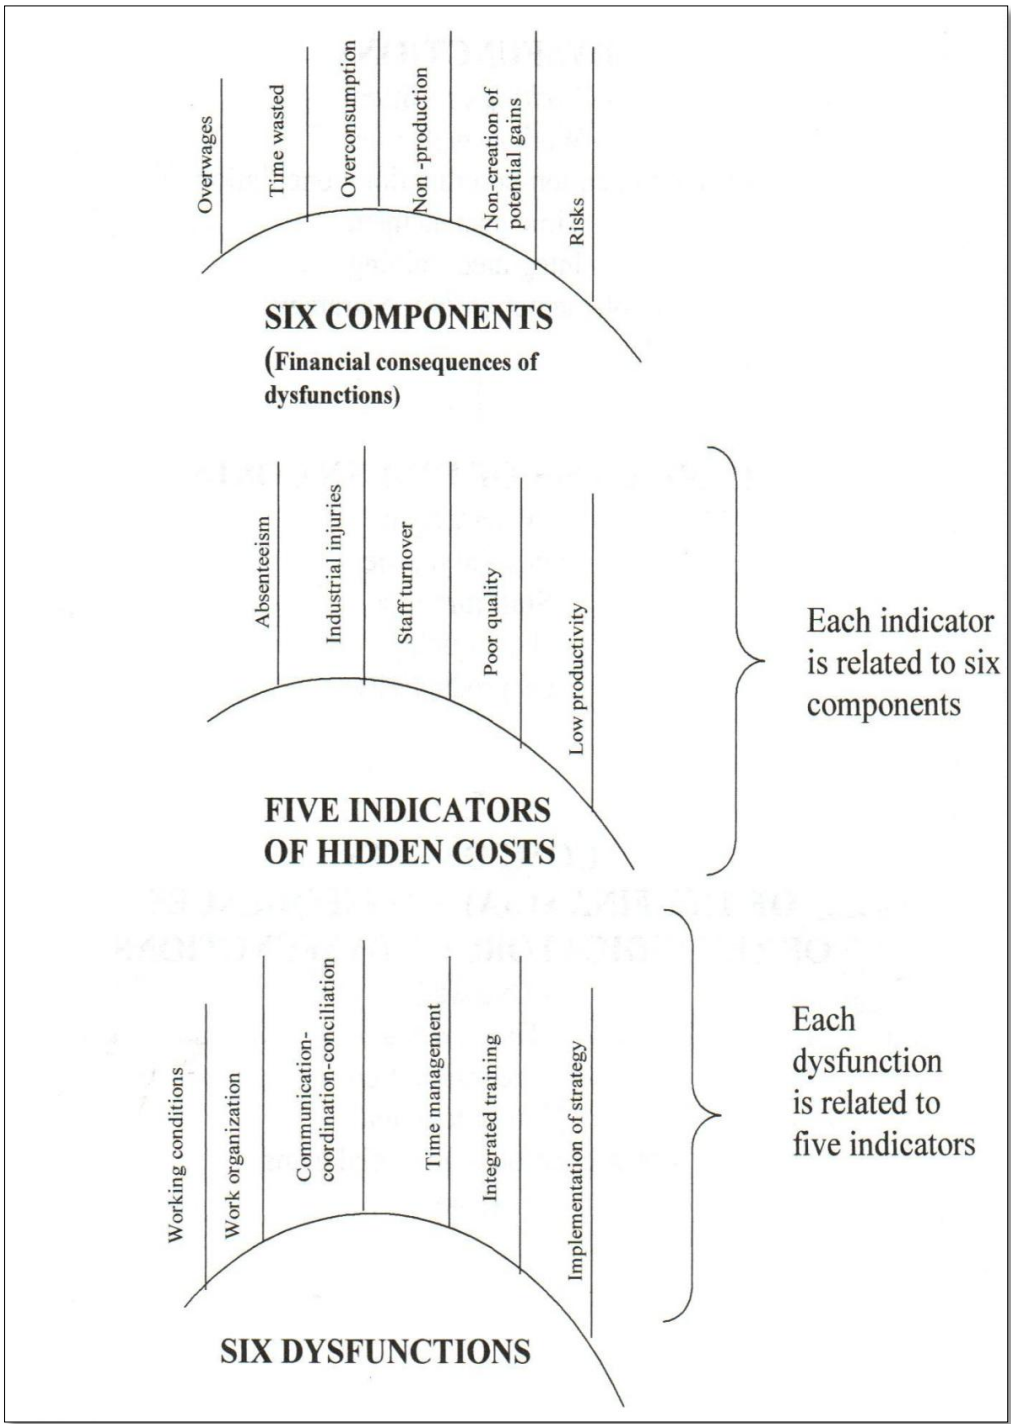 Overwages
Time wasted
Overconsumption
Non -production
Non-creation of
potential gains
Risks
SIX COMPONENTS
(Financial consequences of
dysfunctions)
Absenteeism
Industrial injuries
Staff turnover
Poor quality
Low productivity
Each indicator
is related to six
components
FIVE INDICATORS
OF HIDDEN COSTS
Working conditions
Work organization
Communication-
coordination-conciliation
Time management
Integrated training
Implementation of strategy
Each
dysfunction
is related to
five indicators
SIX DYSFUNCTIONS